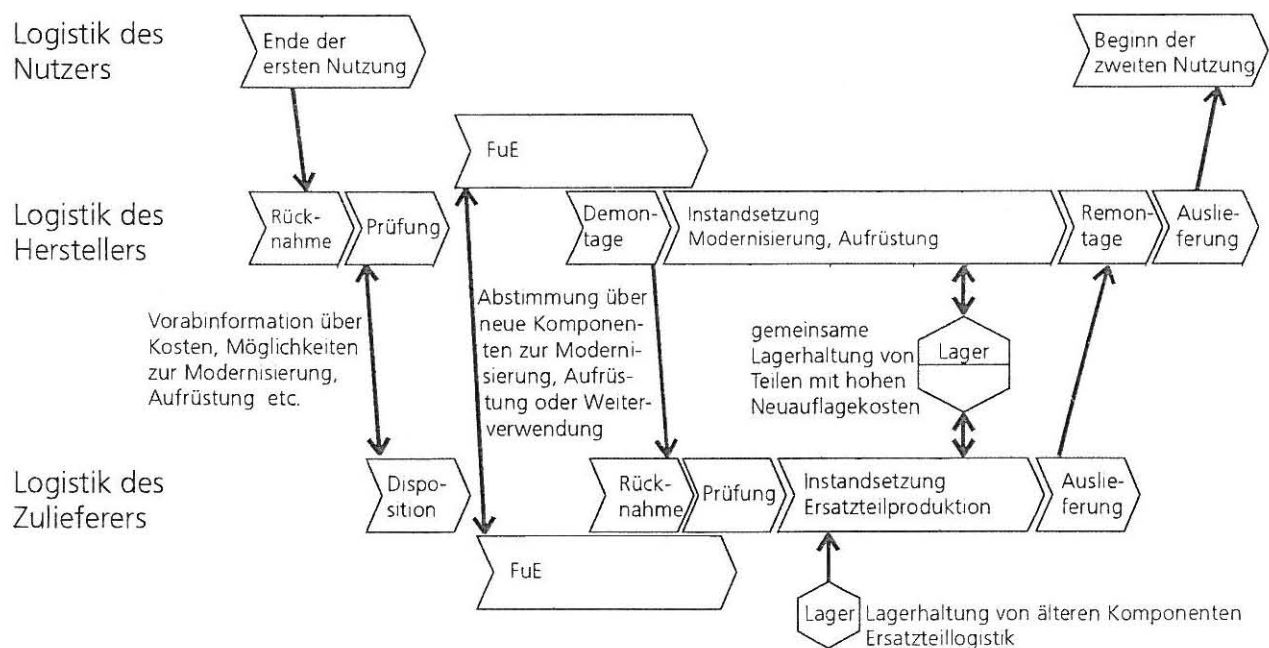 Logistik des
Nutzers
Ende der
ersten Nutzung
Beginn der
zweiten Nutzung
FuE
Logistik des
Herstellers
Rück-
nahme
Prüfung
Demon-
tage
Instandsetzung
Modernisierung, Aufrüstung
Remon-
tage
Auslie-
ferung
Vorabinformation über
Kosten, Möglichkeiten
zur Modernisierung,
Aufrüstung etc.
Abstimmung über
neue Komponen-
ten zur Moderni-
sierung, Aufrüs-
tung oder Weiter-
verwendung
gemeinsame
Lagerhaltung von
Teilen mit hohen
Neuauflagekosten
Lager
Logistik des
Zulieferers
Dispo-
sition
Rück-
nahme
Prüfung
Instandsetzung
Ersatzteilproduktion
Auslie-
ferung
FuE
Lager
Lagerhaltung von älteren Komponenten
Ersatzteillogistik